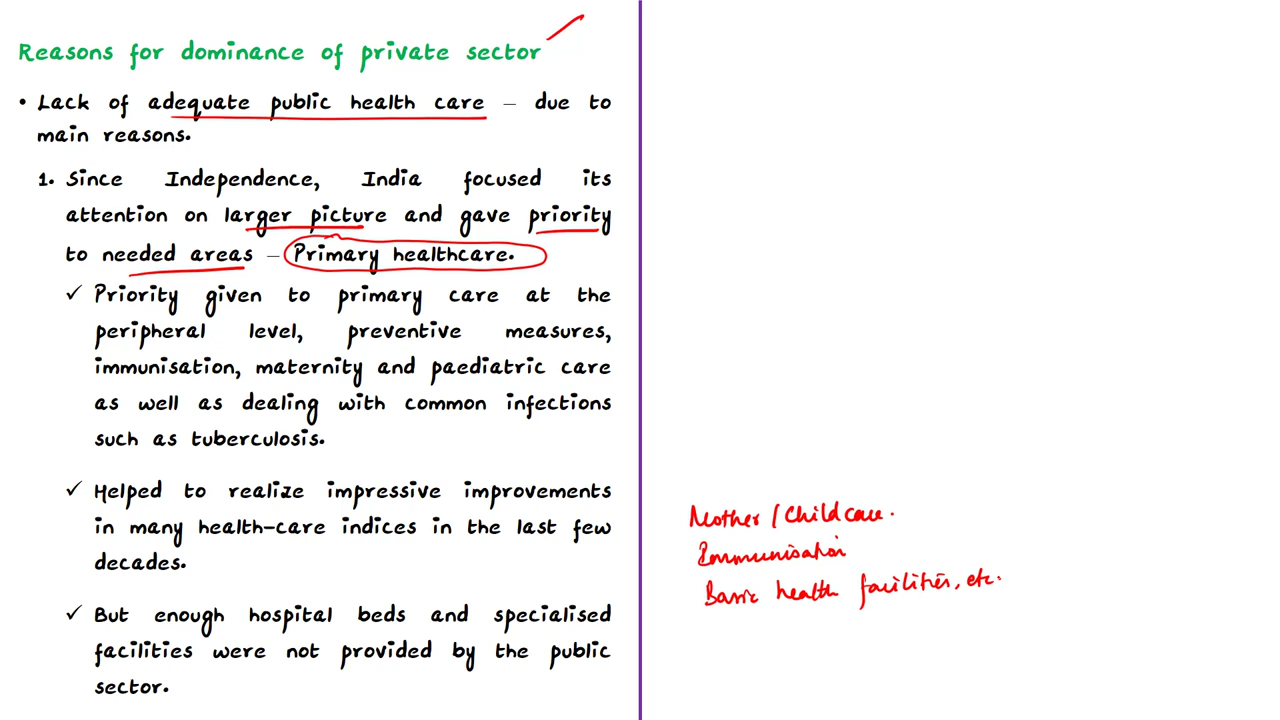 Reasons for dominance of private sector
• Lack of adequate public health care – due to
main reasons.
1. Since Independence, India focused its
attention on larger picture and gave priority
to needed areas – Primary healthcare.
✓ Priority given to primary care at the
peripheral level, preventive measures,
immunisation, maternity and paediatric care
as well as dealing with common infections
such as tuberculosis.
✓ Helped to realize impressive improvements
in many health-care indices in the last few
decades.
✓ But enough hospital beds and specialised
facilities were not provided by the public
sector.
Mother / Child care.
Immunisation
Basic health facilities, etc.